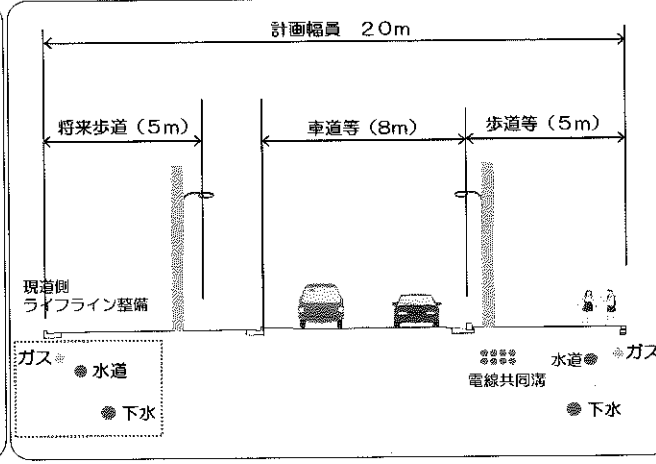 計画幅員　20m
将来歩道（5m）
車道等（8m）
歩道等（5m）
現道側
ライフライン整備
ガス
水道
下水
電線共同溝
水道
ガス
下水